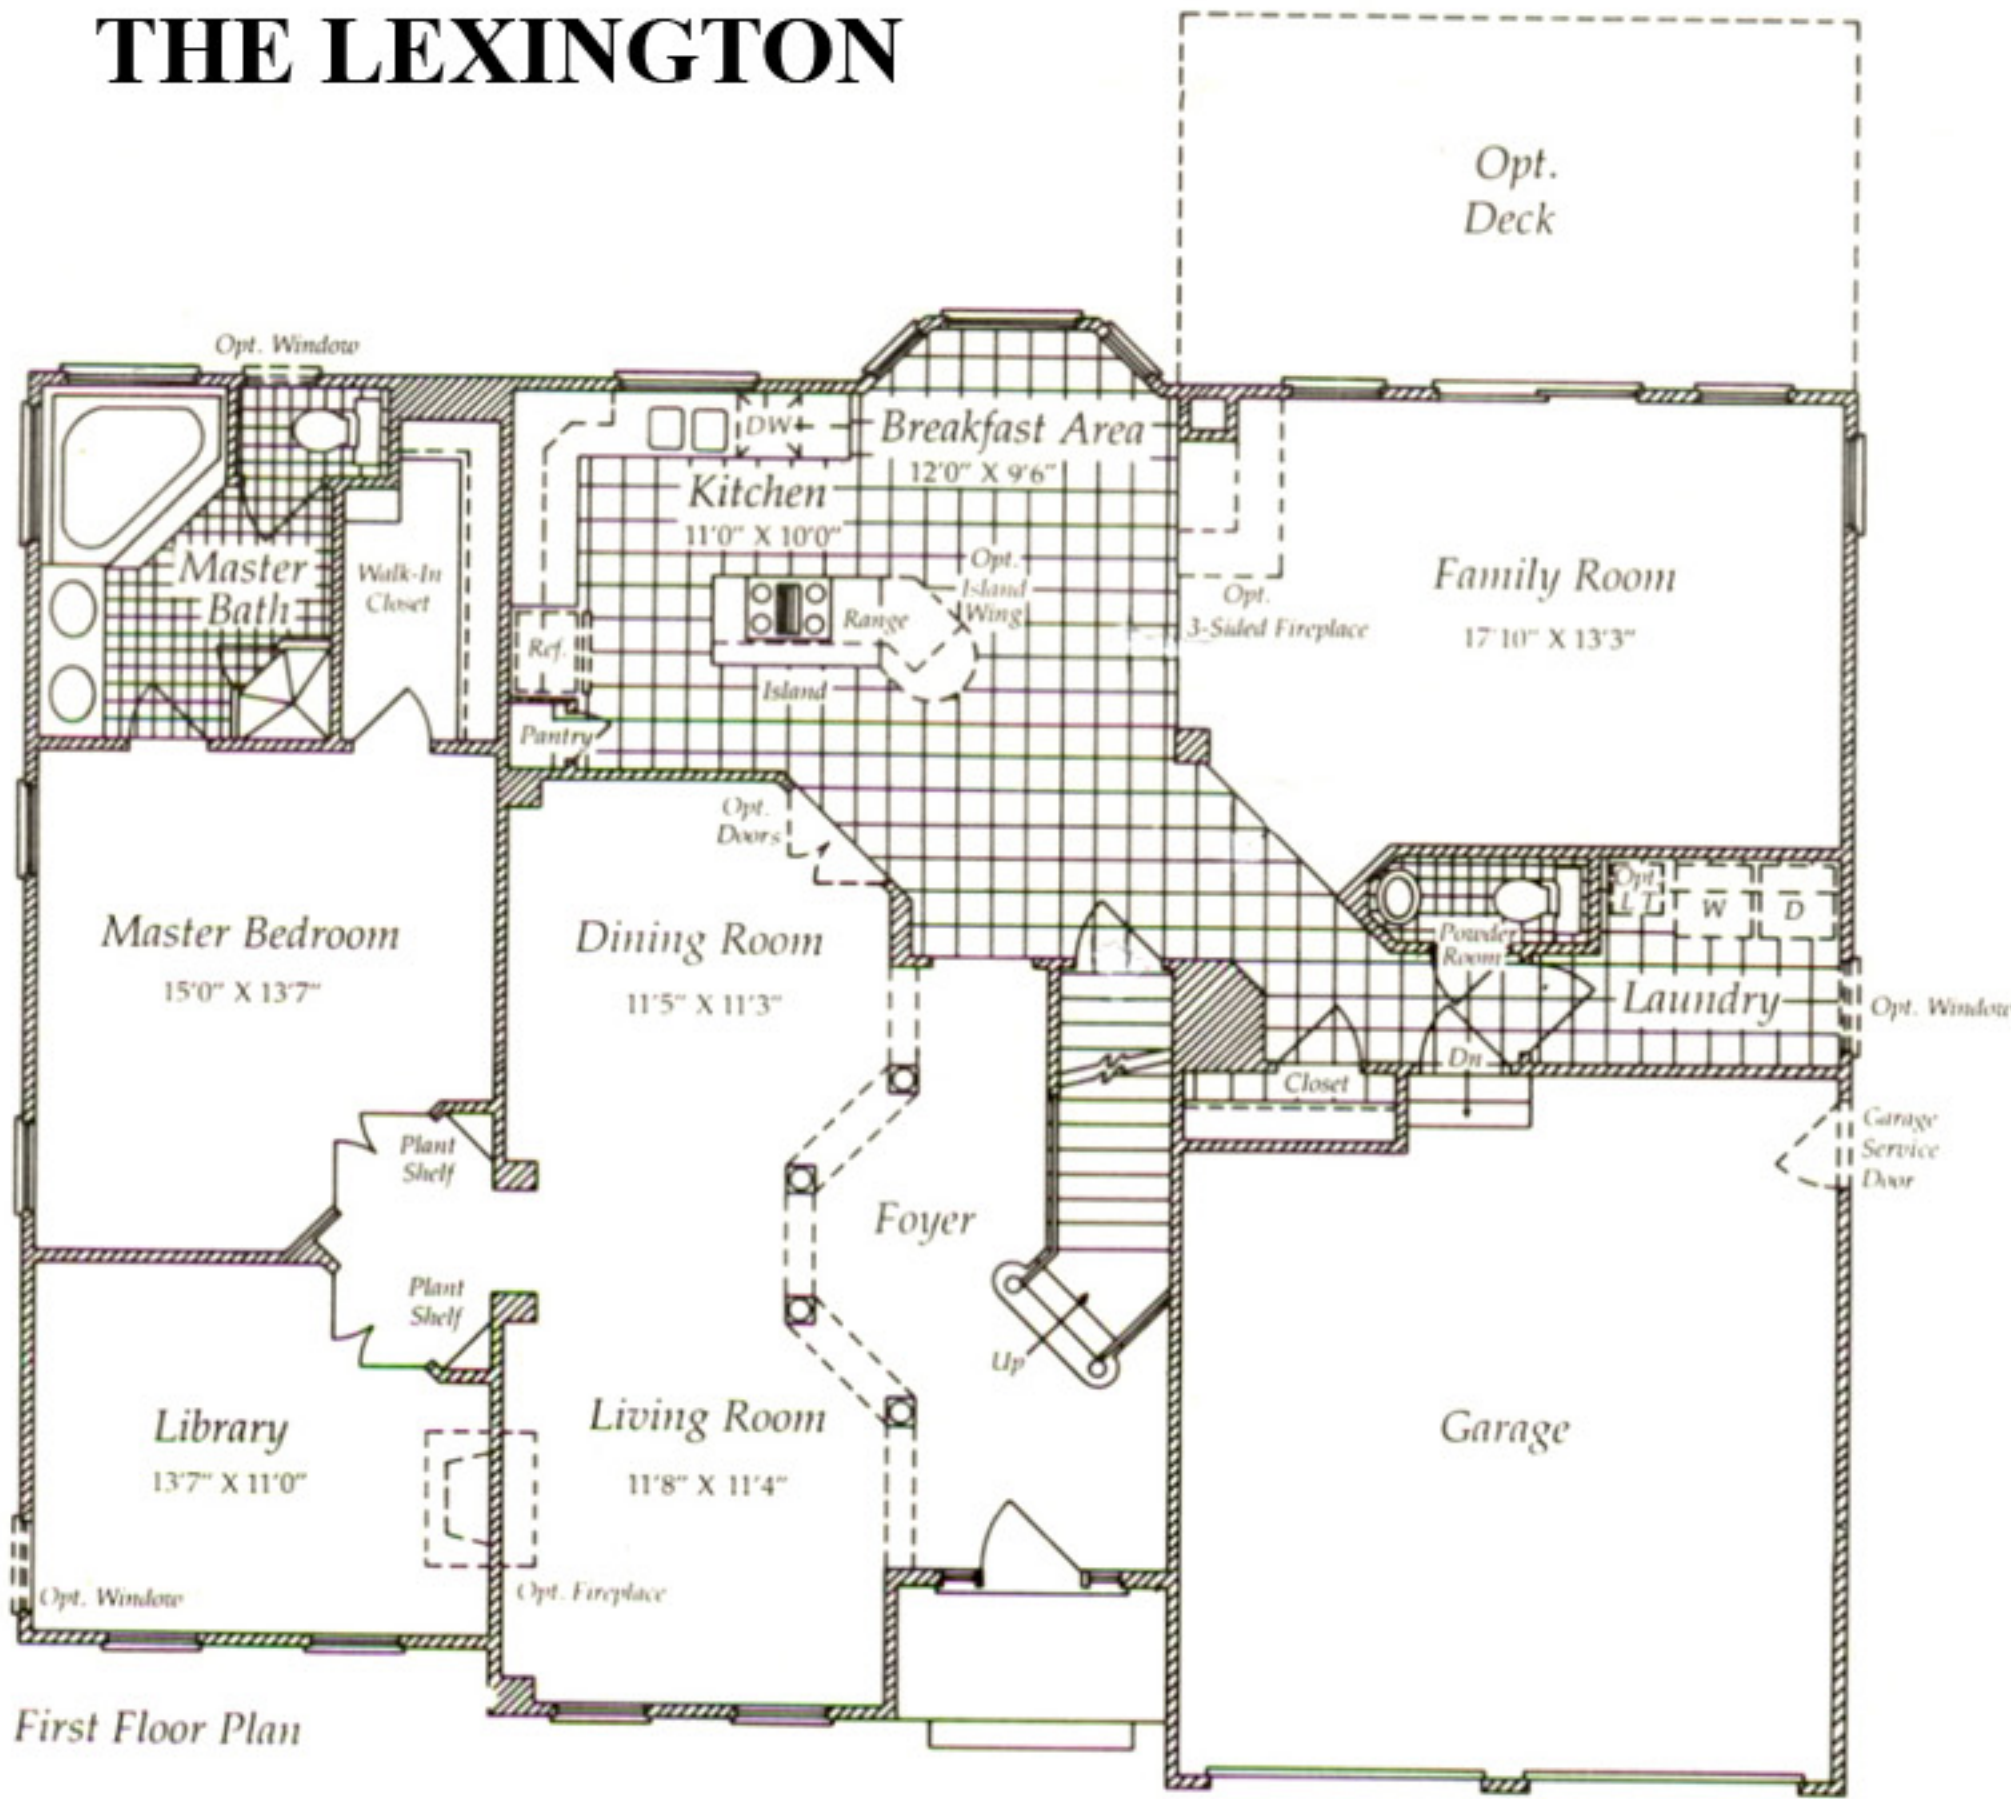 THE LEXINGTON
Opt.
Deck
Opt. Window
DW
Breakfast Area
12'0" X 9'6"
Kitchen
11'0" X 10'0"
Master
Bath
Walk-In
Closet
Opt.
Island
Wing
Range
Ref.
Island
Pantry
Opt.
3-Sided Fireplace
Family Room
17'10" X 13'3"
Opt.
Doors
Opt.
LT
W
D
Powder
Room
Laundry
Opt. Window
Master Bedroom
15'0" X 13'7"
Dining Room
11'5" X 11'3"
Dn
Closet
Garage
Service
Door
Plant
Shelf
Foyer
Plant
Shelf
Up
Library
13'7" X 11'0"
Living Room
11'8" X 11'4"
Garage
Opt. Window
Opt. Fireplace
First Floor Plan